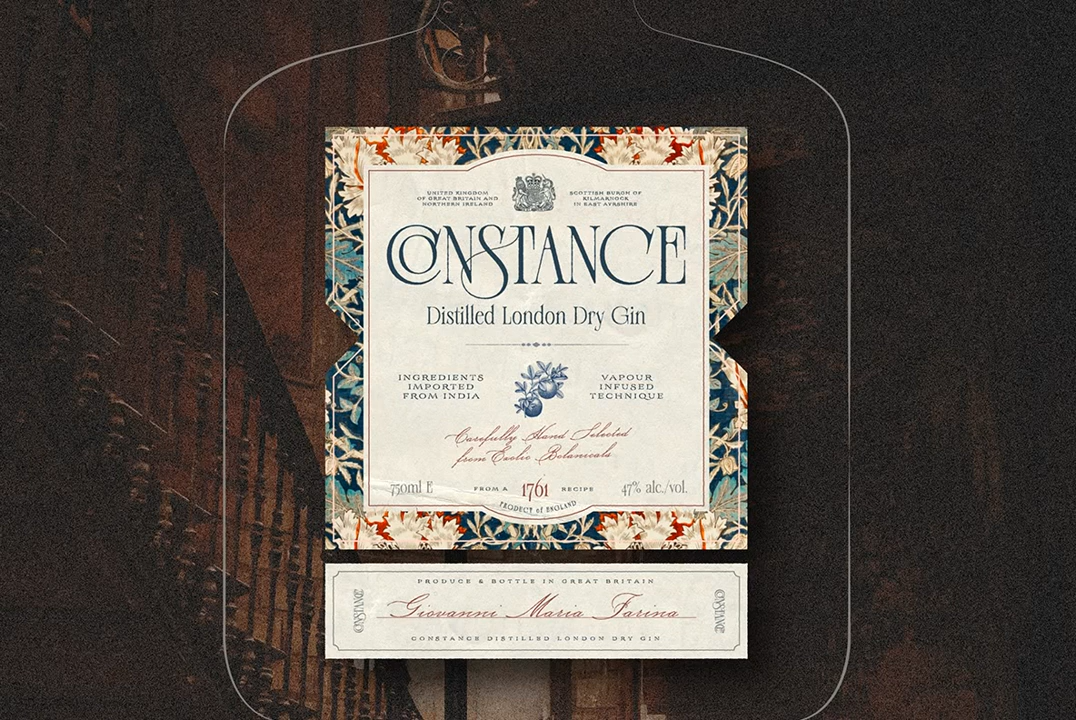 UNITED KINGDOM
OF GREAT BRITAIN AND
NORTHERN IRELAND
SCOTTISH BURGH OF
KILMARNOCK
IN EAST AYRSHIRE
CONSTANCE
Distilled London Dry Gin
INGREDIENTS
IMPORTED
FROM INDIA
VAPOUR
INFUSED
TECHNIQUE
Carefully Hand Selected
from Exotic Botanicals
750ml E
FROM A 1761 RECIPE
47% alc./vol.
PRODUCT of ENGLAND
PRODUCE & BOTTLE IN GREAT BRITAIN
CONSTANCE
Giovanni Maria Farina
CONSTANCE
CONSTANCE DISTILLED LONDON DRY GIN